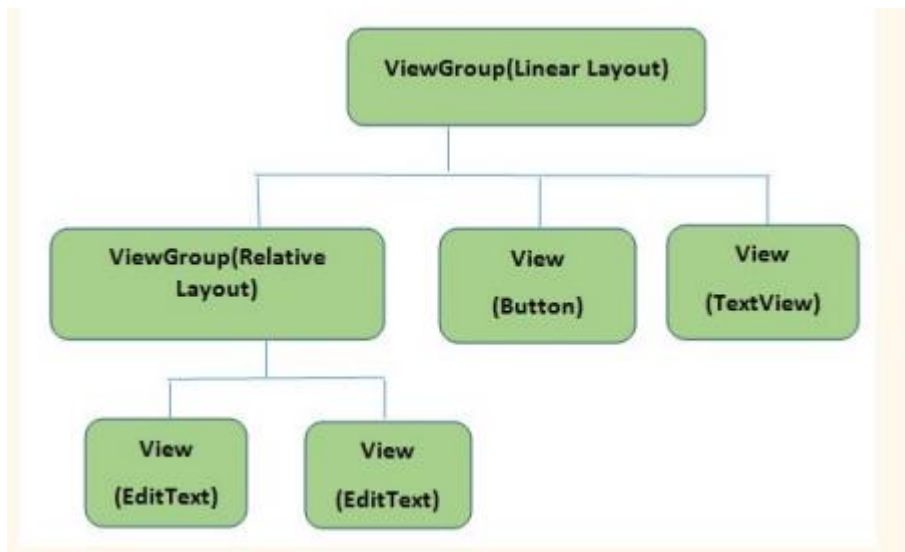 ViewGroup(Linear Layout)
ViewGroup(Relative
Layout)
View
(Button)
View
(TextView)
View
(EditText)
View
(EditText)